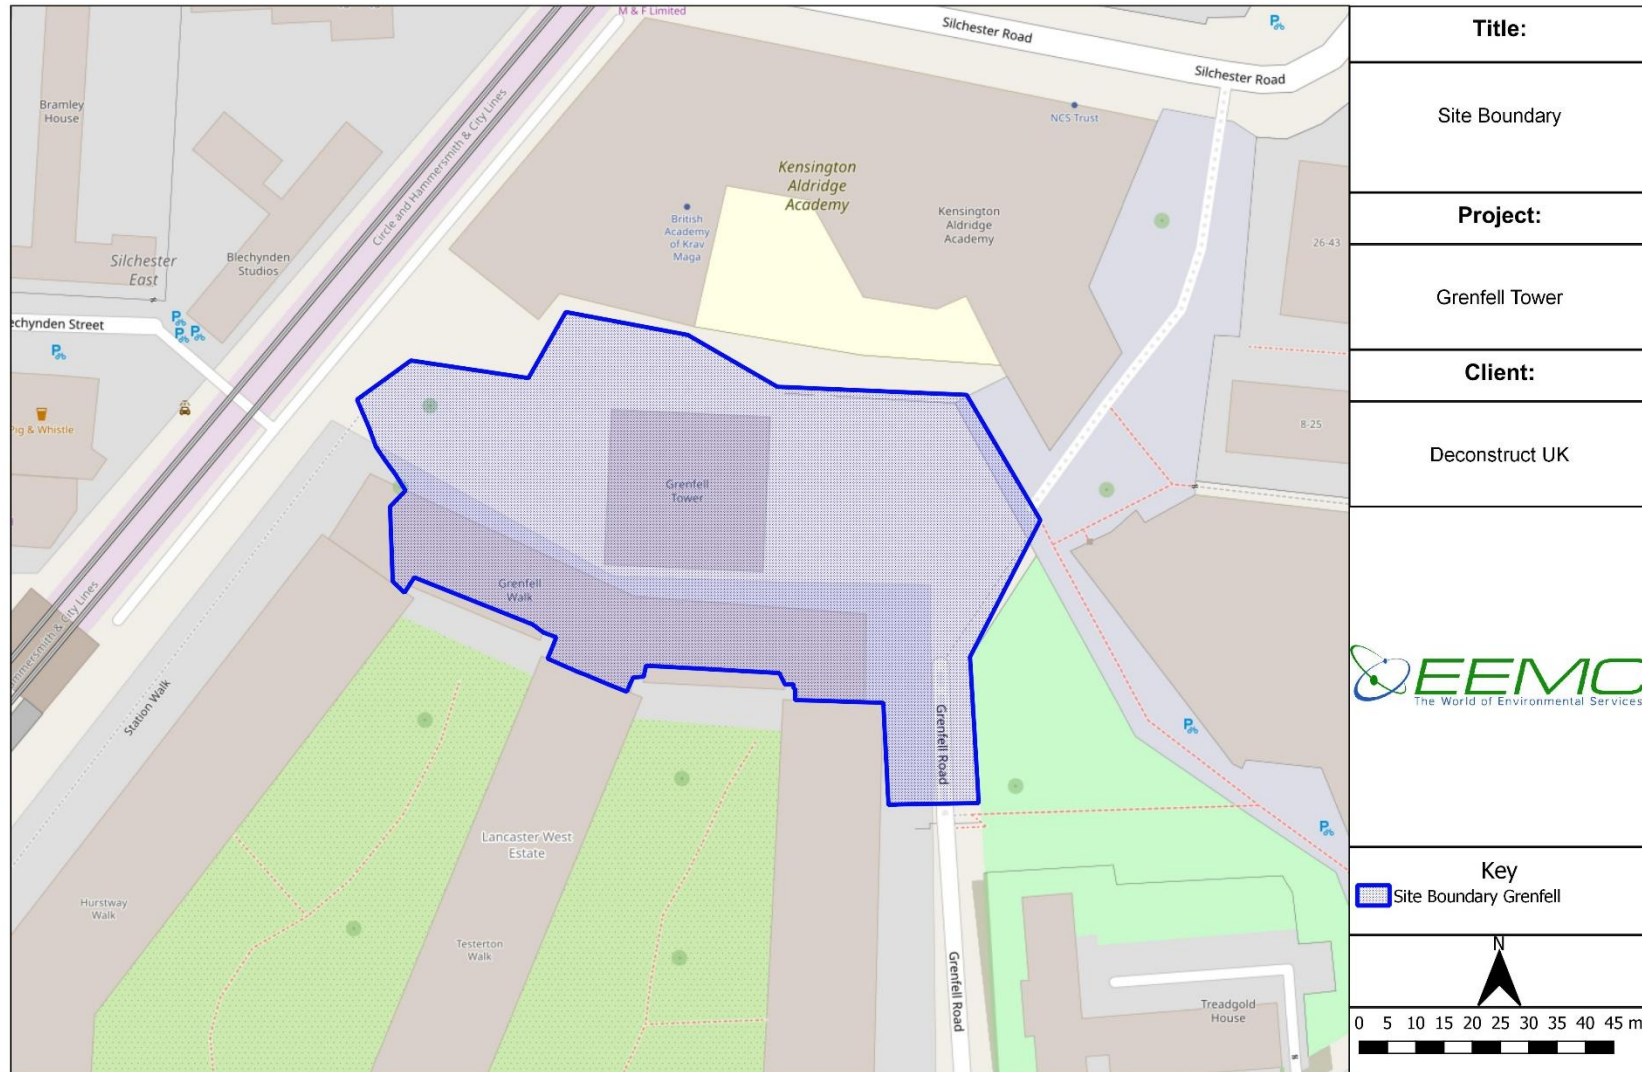 M & F Limited
Silchester Road
Silchester Road
Bramley
House
NCS Trust
Circle and Hammersmith & City Lines
Kensington
Aldridge
Academy
British
Academy
of Krav
Maga
Kensington
Aldridge
Academy
26-43
Silchester
East
Blechynden
Studios
echynden Street
Pig & Whistle
8-25
Grenfell
Tower
Grenfell
Walk
ammersmith & City Lines
Station Walk
Grenfell Road
Lancaster West
Estate
Hurstway
Walk
Testerton
Walk
Grenfell Road
Treadgold
House
Title:
Site Boundary
Project:
Grenfell Tower
Client:
Deconstruct UK
EEMC
The World of Environmental Services
Key
Site Boundary Grenfell
N
0 5 10 15 20 25 30 35 40 45 m